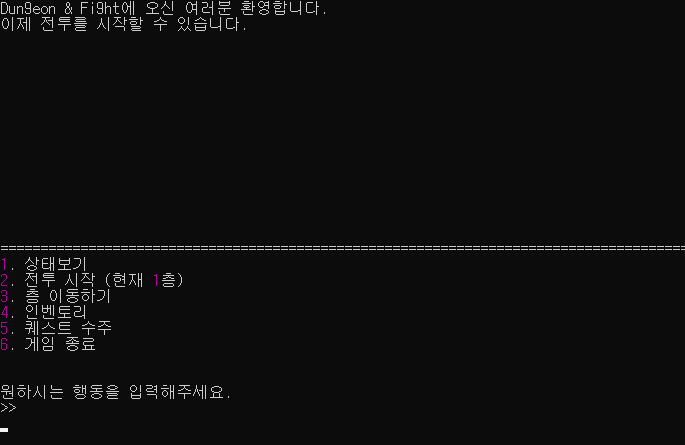 Dun9eon & Fi9ht에 오신 여러분 환영합니다.
이제 전투를 시작할 수 있습니다.
======================================================================================
1. 상태보기
2. 전투 시작 (현재 1층)
3. 층 이동하기
4. 인벤토리
5. 퀘스트 수주
6. 게임 종료
원하시는 행동을 입력해주세요.
>>